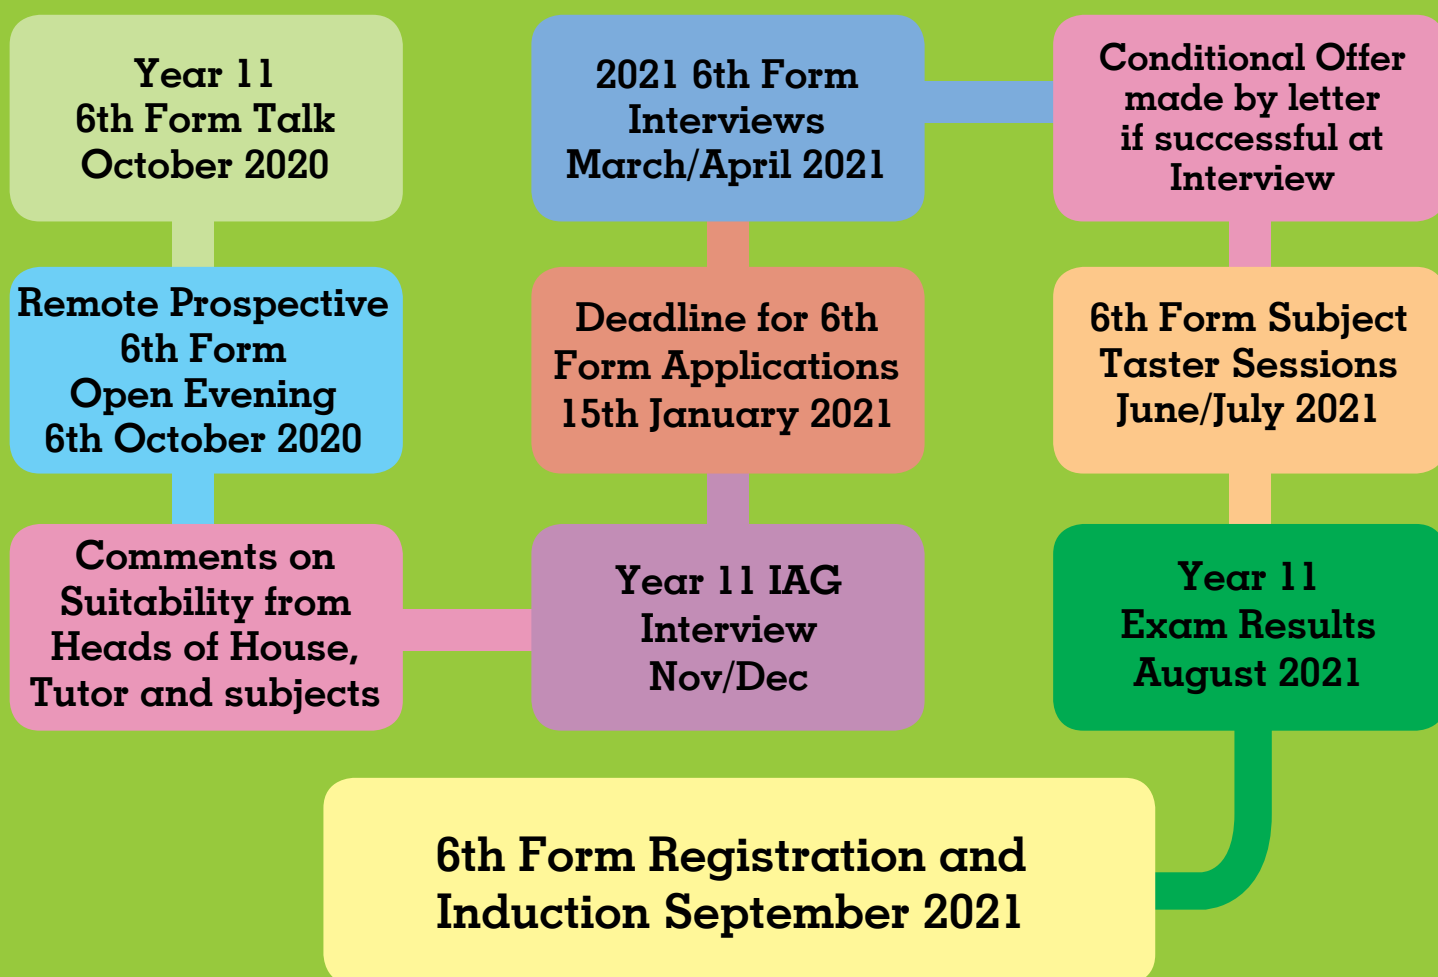 Year 11
6th Form Talk
October 2020
Remote Prospective
6th Form
Open Evening
6th October 2020
Comments on
Suitability from
Heads of House,
Tutor and subjects
Year 11 IAG
Interview
Nov/Dec
Deadline for 6th
Form Applications
15th January 2021
2021 6th Form
Interviews
March/April 2021
Conditional Offer
made by letter
if successful at
Interview
6th Form Subject
Taster Sessions
June/July 2021
Year 11
Exam Results
August 2021
6th Form Registration and
Induction September 2021